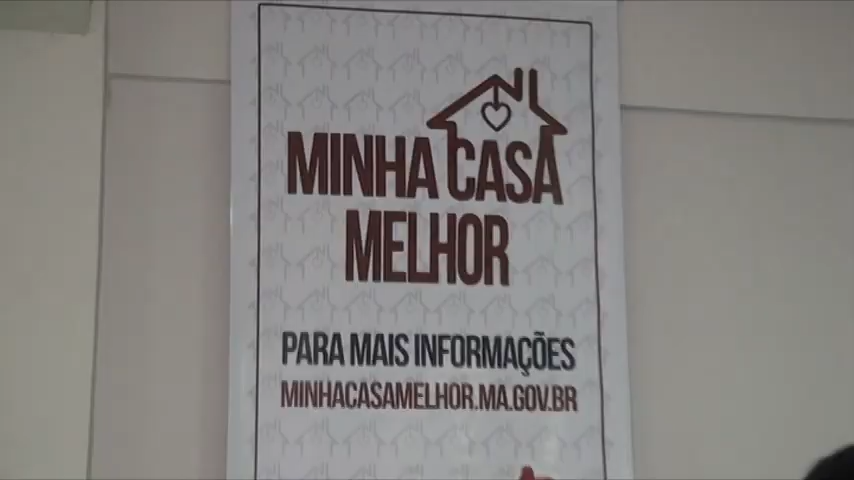 MINHA CASA
MELHOR
PARA MAIS INFORMAÇÕES
MINHACASAMELHOR.MA.GOV.BR